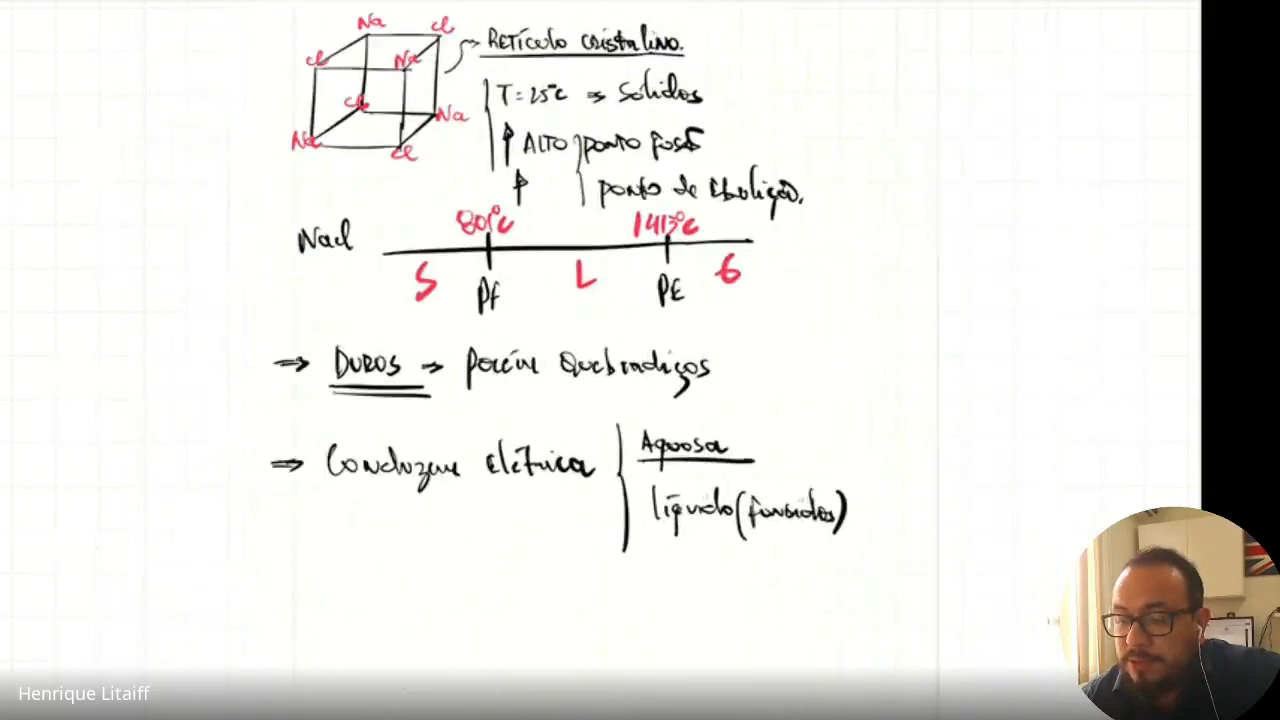 Na Cl
Cl Na
Cl Na
Na Cl
Retículo cristalino.
T = 25°C ⇒ Sólidos
↑ ALTO ponto fusão
↑ ponto de Ebulição.
801°C 1413°C
NaCl
S L G
PF PE
⇒ DUROS → Porém Quebradiços
⇒ Conduzem Elétrica
Aquosa
líquido (fundidos)
Henrique Litaiff